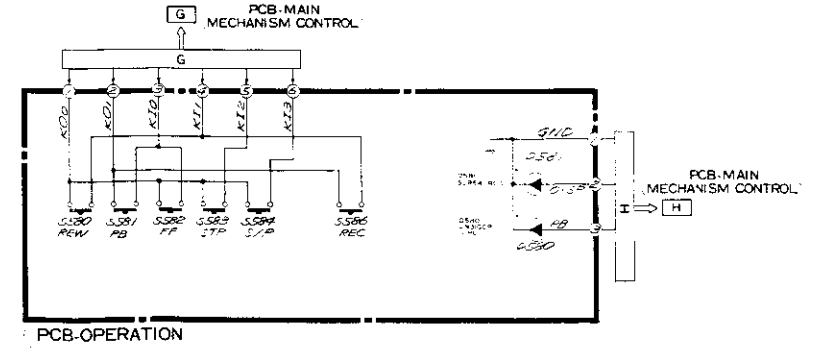 G
PCB-MAIN
MECHANISM CONTROL
G
1 2 3 4 5 6
KO0 KO1 KI0 KI1 KI2 KI3
GND
1
D581
2
PB
3
D580
I
PCB-MAIN
MECHANISM CONTROL
H
S580 S581 S582 S583 S584 S586
REW PB FF STP S/P REC
PCB-OPERATION